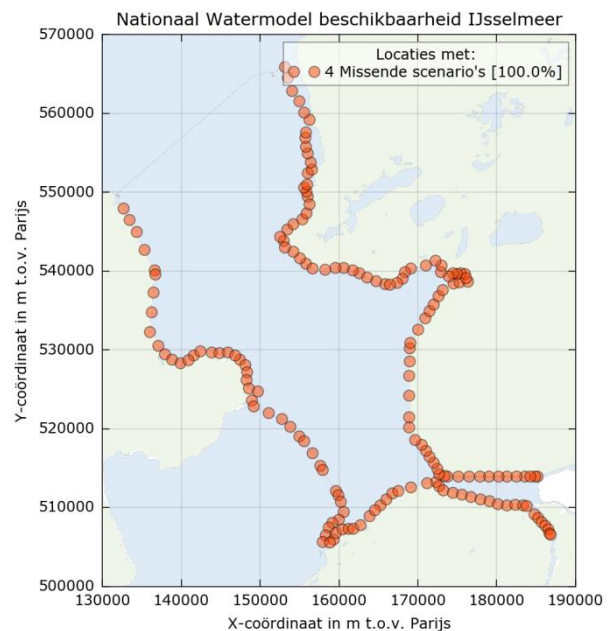 Nationaal Watermodel beschikbaarheid IJsselmeer
Locaties met:
4 Missende scenario's [100.0%]
570000
560000
550000
540000
530000
520000
510000
500000
Y-coördinaat in m t.o.v. Parijs
130000 140000 150000 160000 170000 180000 190000
X-coördinaat in m t.o.v. Parijs